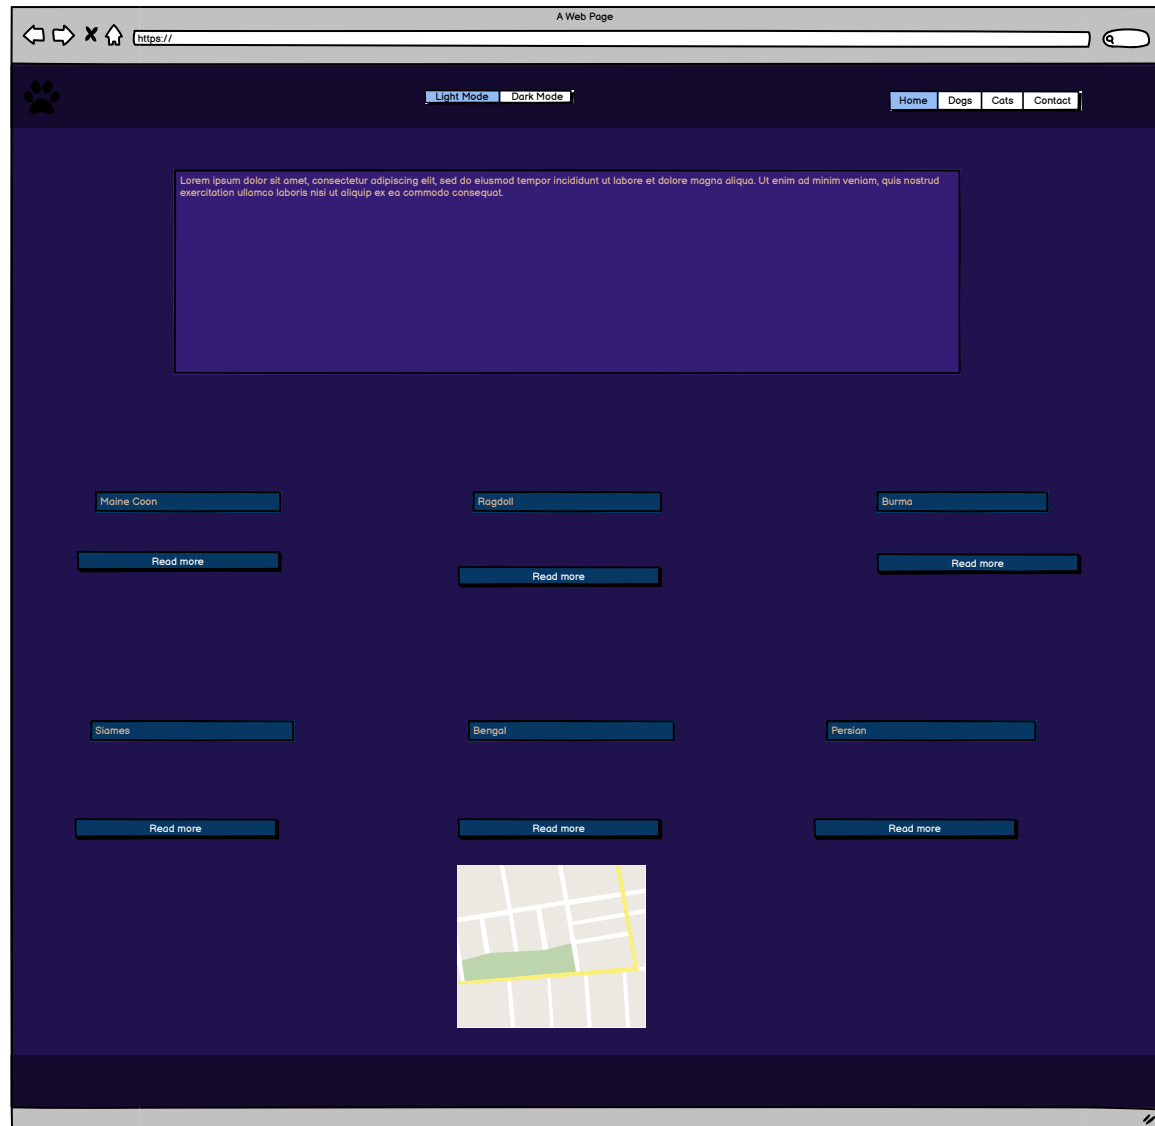 A Web Page
https://
Light Mode Dark Mode
Home Dogs Cats Contact
Lorem ipsum dolor sit amet, consectetur adipiscing elit, sed do eiusmod tempor incididunt ut labore et dolore magna aliqua. Ut enim ad minim veniam, quis nostrud
exercitation ullamco laboris nisi ut aliquip ex ea commodo consequat.
Maine Coon
Ragdoll
Burma
Read more
Read more
Read more
Siames
Bengal
Persian
Read more
Read more
Read more